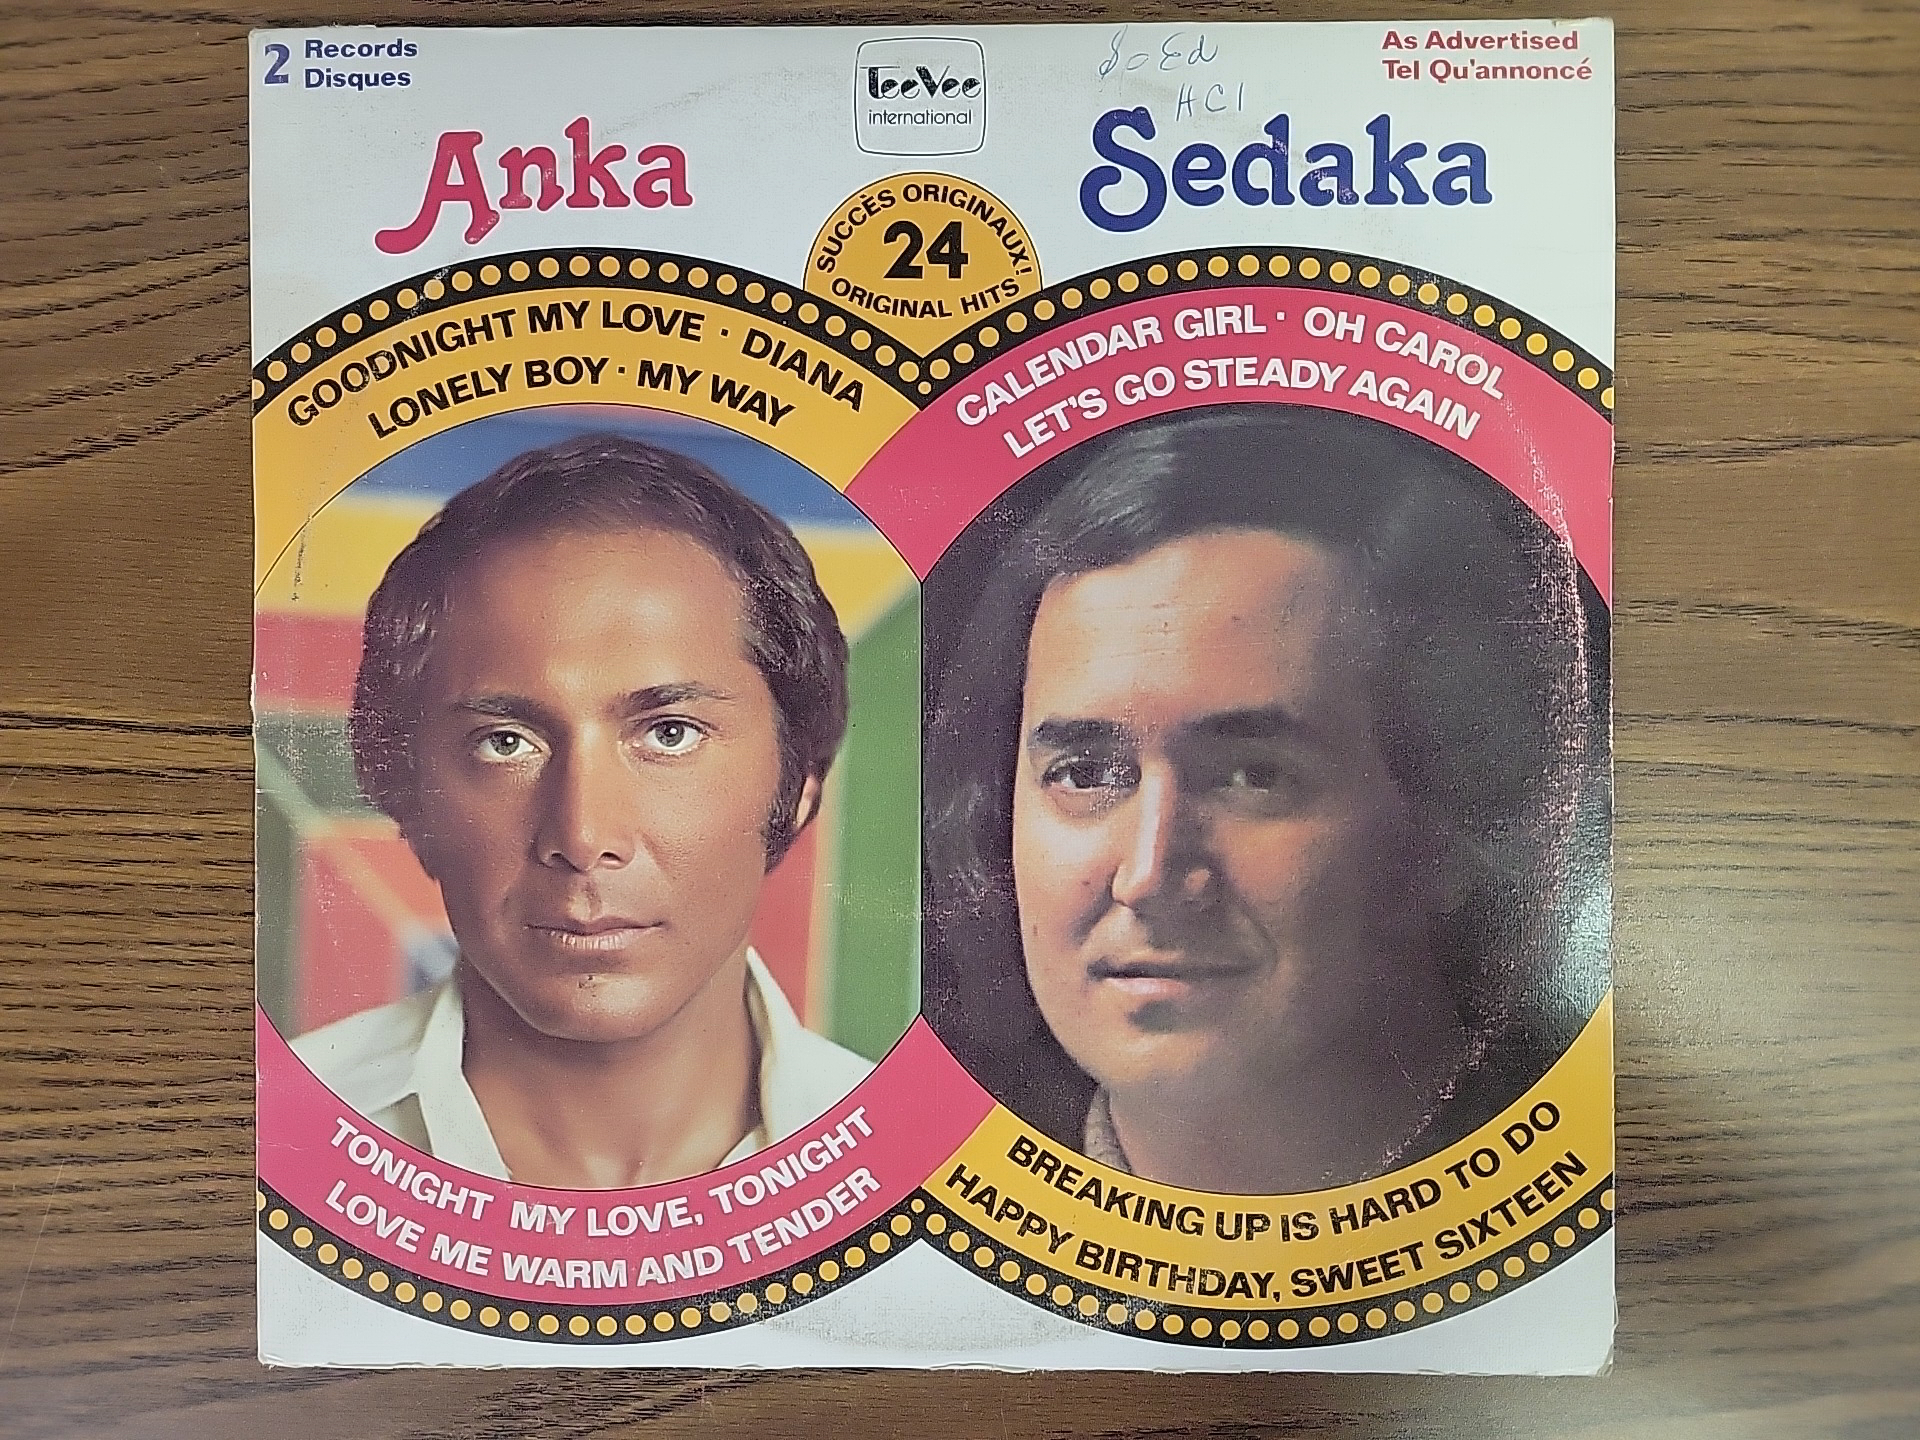 2 Records
Disques
TeeVee
international
HC1
As Advertised
Tel Qu'annoncé
Anka
Sedaka
SUCCÈS ORIGINAUX!
24
ORIGINAL HITS
GOODNIGHT MY LOVE · DIANA
LONELY BOY · MY WAY
CALENDAR GIRL · OH CAROL
LET'S GO STEADY AGAIN
TONIGHT MY LOVE, TONIGHT
LOVE ME WARM AND TENDER
BREAKING UP IS HARD TO DO
HAPPY BIRTHDAY, SWEET SIXTEEN